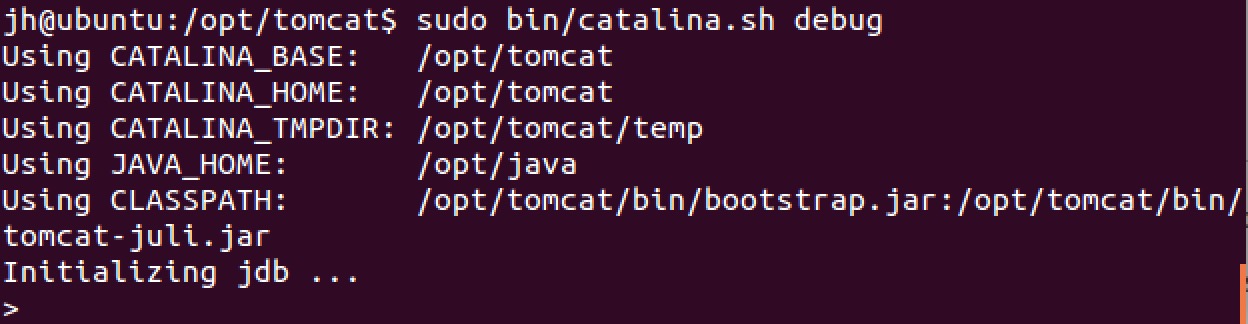 jh@ubuntu:/opt/tomcat$ sudo bin/catalina.sh debug
Using CATALINA_BASE:   /opt/tomcat
Using CATALINA_HOME:   /opt/tomcat
Using CATALINA_TMPDIR: /opt/tomcat/temp
Using JAVA_HOME:       /opt/java
Using CLASSPATH:       /opt/tomcat/bin/bootstrap.jar:/opt/tomcat/bin/
tomcat-juli.jar
Initializing jdb ...
>